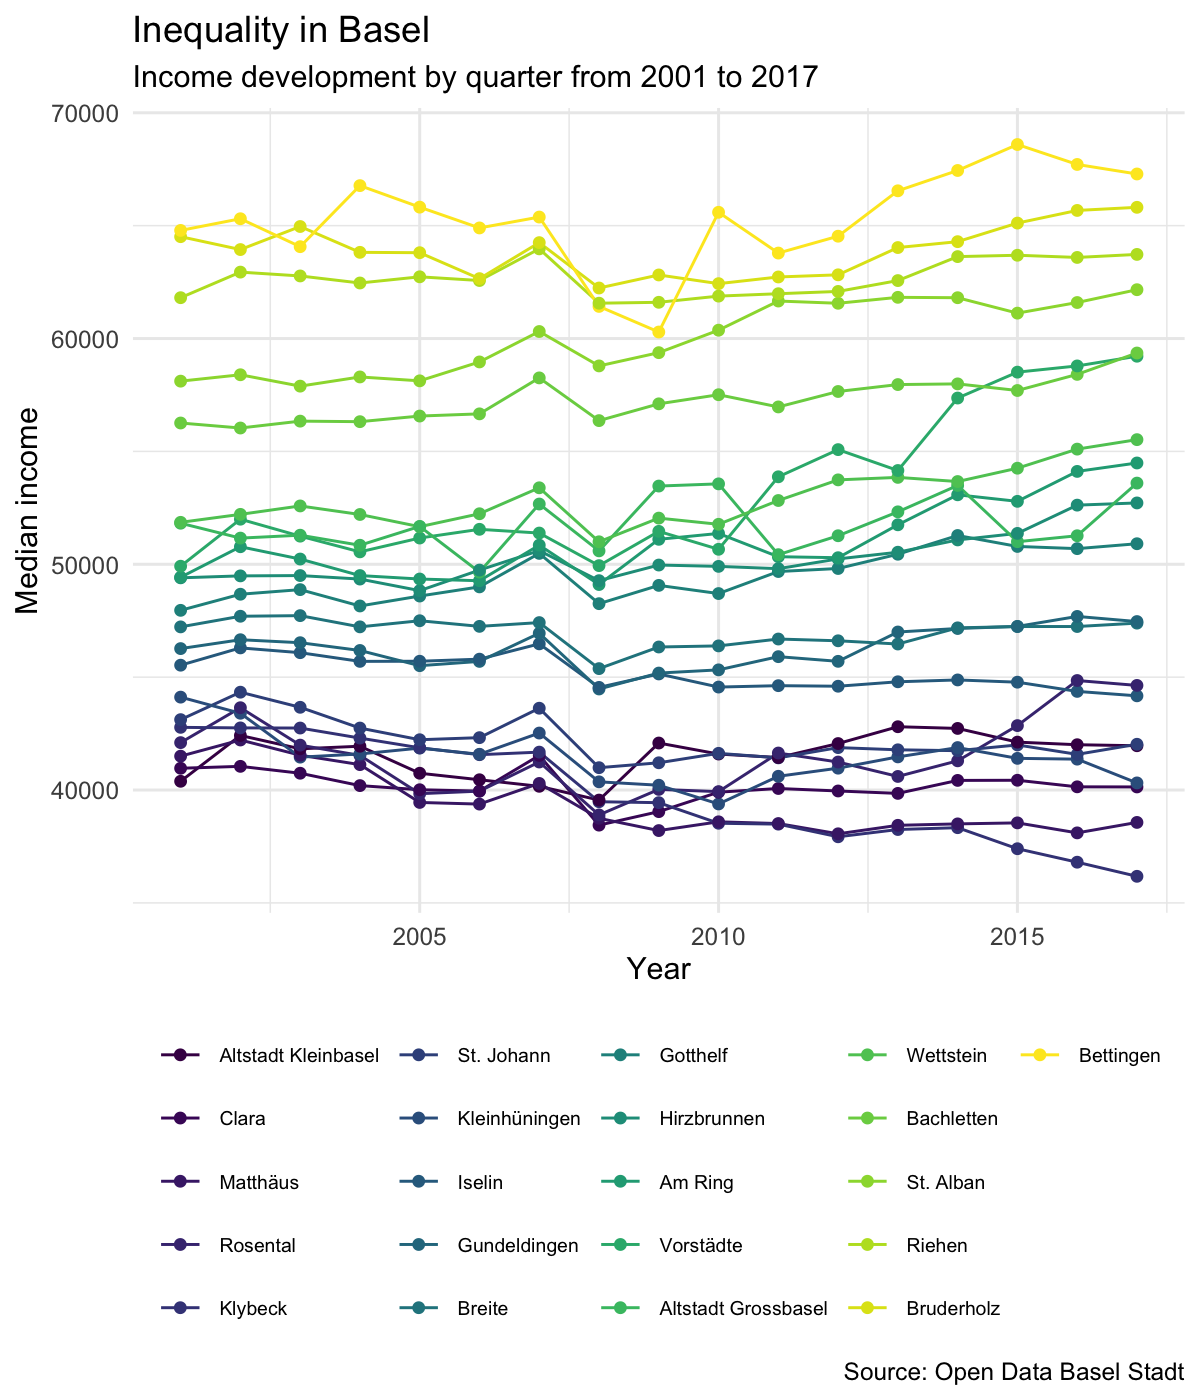 Inequality in Basel
Income development by quarter from 2001 to 2017
70000
60000
50000
40000
Median income
2005
2010
2015
Year
Altstadt Kleinbasel
Clara
Matthäus
Rosental
Klybeck
St. Johann
Kleinhüningen
Iselin
Gundeldingen
Breite
Gotthelf
Hirzbrunnen
Am Ring
Vorstädte
Altstadt Grossbasel
Wettstein
Bachletten
St. Alban
Riehen
Bruderholz
Bettingen
Source: Open Data Basel Stadt